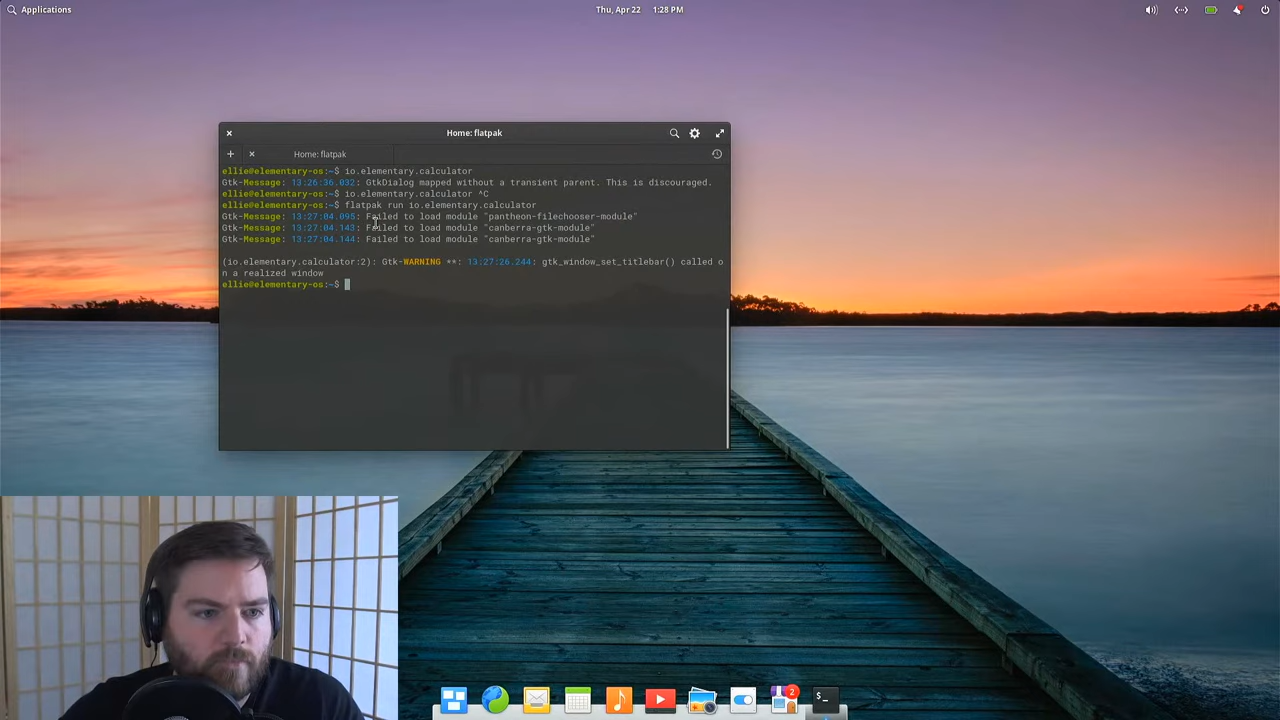 Applications
Thu, Apr 22 1:28 PM
Home: flatpak
Home: flatpak
ellie@elementary-os:~$ io.elementary.calculator
Gtk-Message: 13:26:36.032: GtkDialog mapped without a transient parent. This is discouraged.
ellie@elementary-os:~$ io.elementary.calculator ^C
ellie@elementary-os:~$ flatpak run io.elementary.calculator
Gtk-Message: 13:27:04.095: Failed to load module "pantheon-filechooser-module"
Gtk-Message: 13:27:04.143: Failed to load module "canberra-gtk-module"
Gtk-Message: 13:27:04.144: Failed to load module "canberra-gtk-module"
(io.elementary.calculator:2): Gtk-WARNING **: 13:27:26.244: gtk_window_set_titlebar() called o
n a realized window
ellie@elementary-os:~$
2
$_